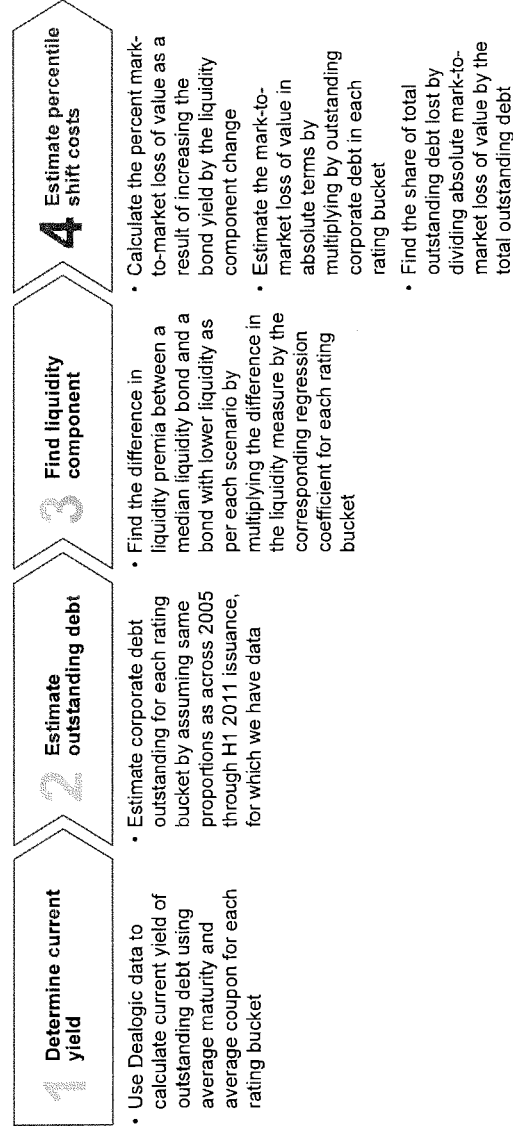 1 Determine current
yield
• Use Dealogic data to
calculate current yield of
outstanding debt using
average maturity and
average coupon for each
rating bucket
2 Estimate
outstanding debt
• Estimate corporate debt
outstanding for each rating
bucket by assuming same
proportions as across 2005
through H1 2011 issuance,
for which we have data
3 Find liquidity
component
• Find the difference in
liquidity premia between a
median liquidity bond and a
bond with lower liquidity as
per each scenario by
multiplying the difference in
the liquidity measure by the
corresponding regression
coefficient for each rating
bucket
4 Estimate percentile
shift costs
• Calculate the percent mark-
to-market loss of value as a
result of increasing the
bond yield by the liquidity
component change
• Estimate the mark-to-
market loss of value in
absolute terms by
multiplying by outstanding
corporate debt in each
rating bucket
• Find the share of total
outstanding debt lost by
dividing absolute mark-to-
market loss of value by the
total outstanding debt